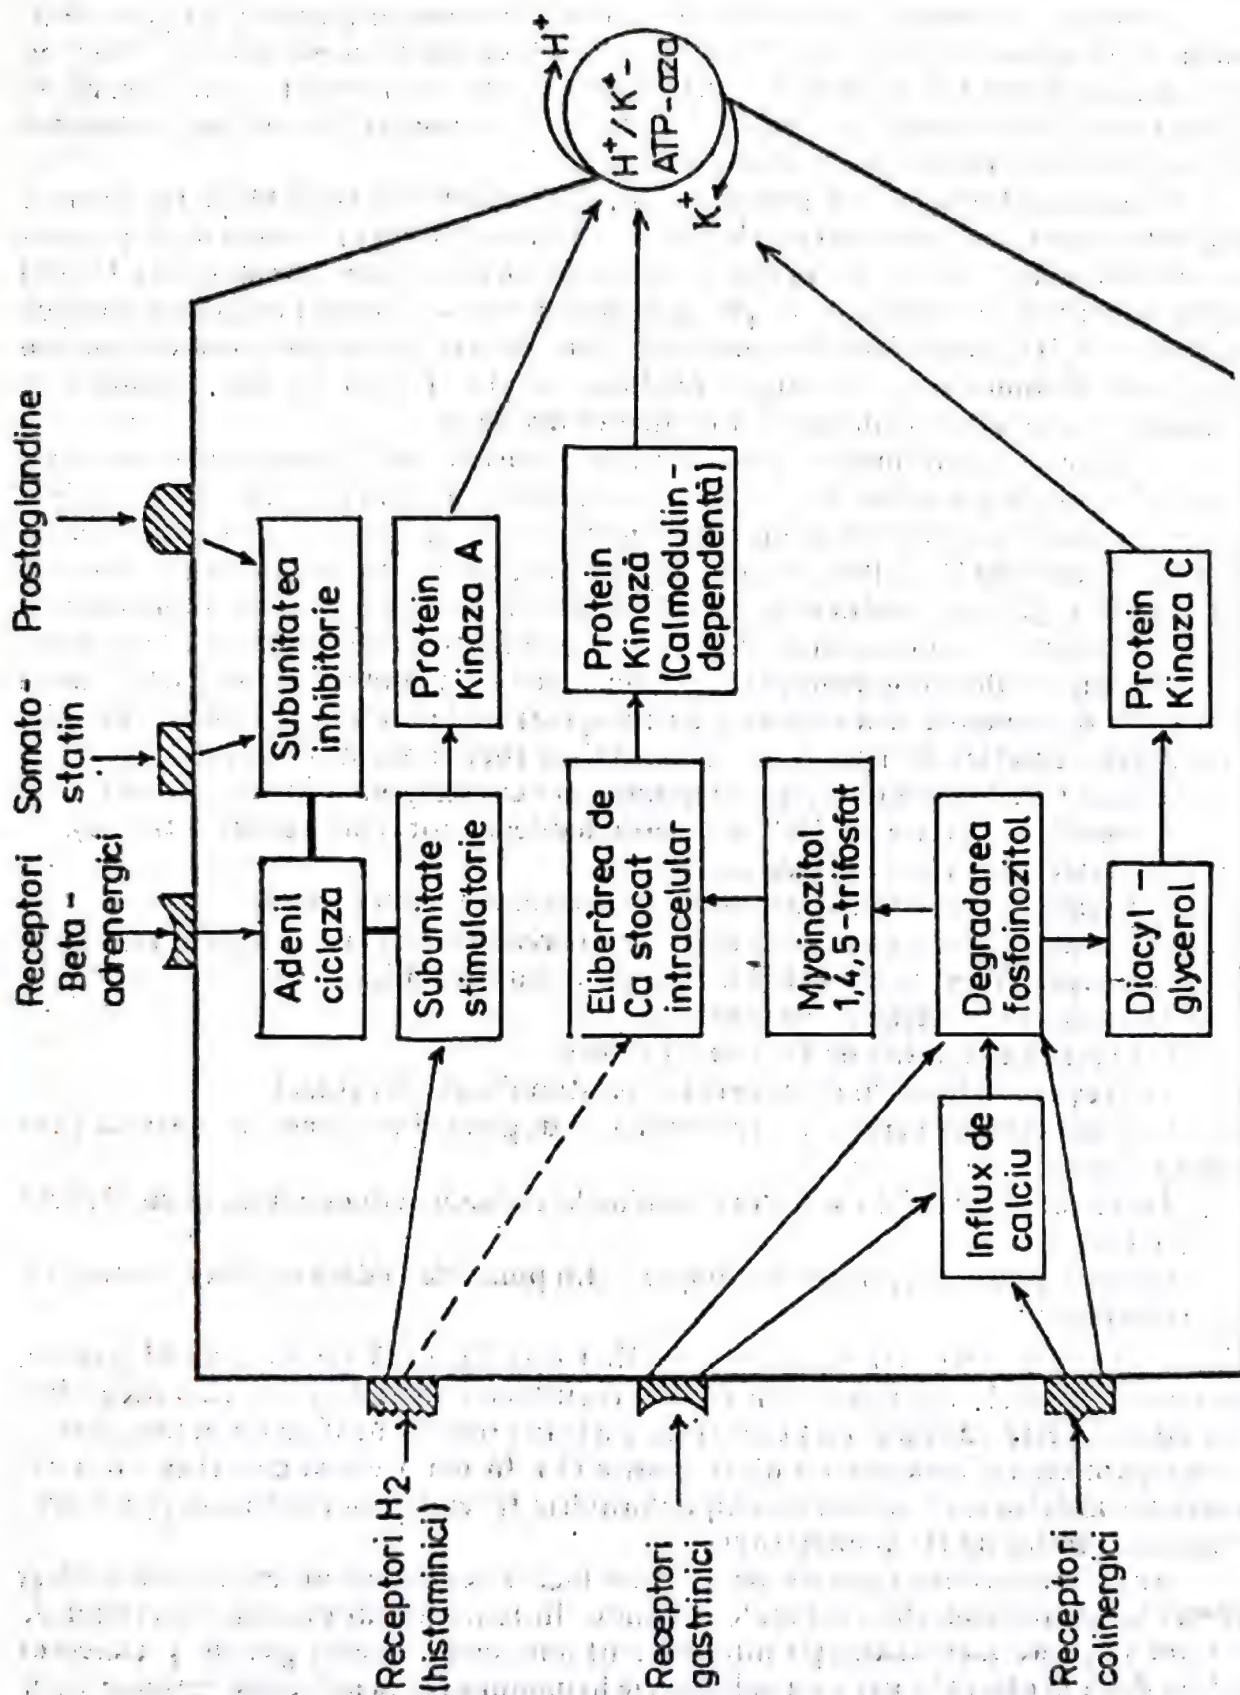 Receptori
Beta -
adrenergici
Somato-
statin
Prostaglandine
Adenil
ciclaza
Subunitatea
inhibitorie
Subunitate
stimulatorie
Protein
Kinaza A
H⁺
H⁺/K⁺-
ATP-aza
K⁺
Receptori H2
(histaminici)
Eliberarea de
Ca stocat
intracelular
Protein
Kinază
(Calmodulin-
dependentă)
Myoinozitol
1,4,5-trifosfat
Receptori
gastrinici
Degradarea
fosfoinozitol
Influx de
calciu
Receptori
colinergici
Diacyl -
glycerol
Protein
Kinaza C